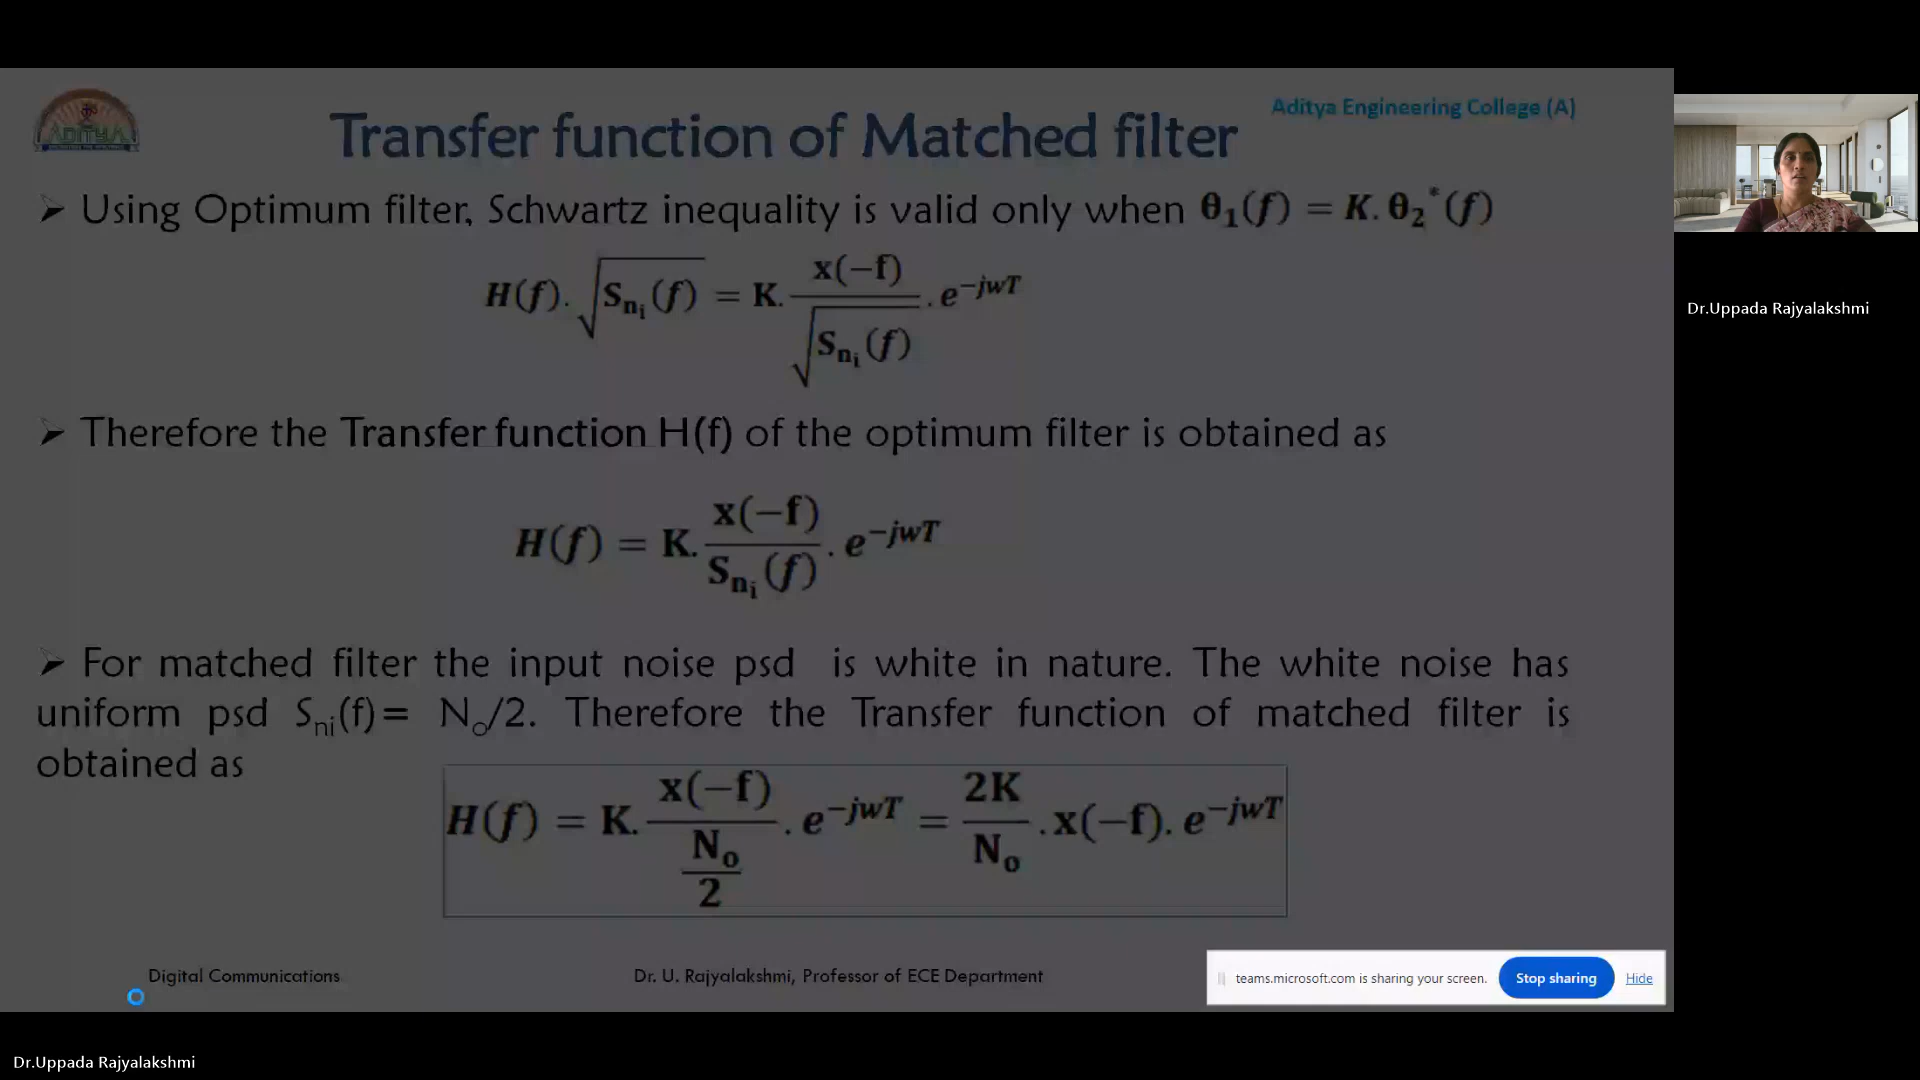 ADITYA
Aditya Engineering College (A)
Transfer function of Matched filter
➢ Using Optimum filter, Schwartz inequality is valid only when θ₁(f) = K. θ₂*(f)
H(f). √(Sₙᵢ(f)) = K. x(−f) / √(Sₙᵢ(f)) . e^(−jwT)
➢ Therefore the Transfer function H(f) of the optimum filter is obtained as
H(f) = K. x(−f) / Sₙᵢ(f) . e^(−jwT)
➢ For matched filter the input noise psd is white in nature. The white noise has
uniform psd Sₙᵢ(f)= Nₒ/2. Therefore the Transfer function of matched filter is
obtained as
H(f) = K. x(−f) / (Nₒ/2) . e^(−jwT) = 2K/Nₒ . x(−f). e^(−jwT)
Digital Communications
Dr. U. Rajyalakshmi, Professor of ECE Department
teams.microsoft.com is sharing your screen. Stop sharing Hide
Dr.Uppada Rajyalakshmi
Dr.Uppada Rajyalakshmi